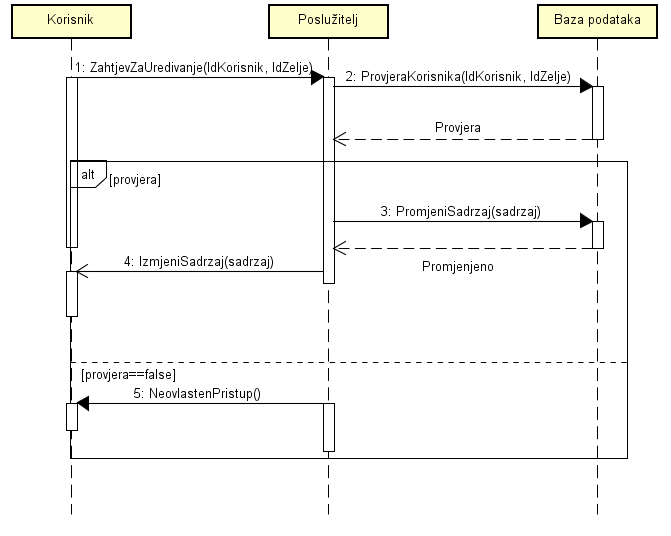 Korisnik
Poslužitelj
Baza podataka
1: ZahtjevZaUredivanje(IdKorisnik, IdZelje)
2: ProvjeraKorisnika(IdKorisnik, IdZelje)
Provjera
alt
[provjera]
3: PromjeniSadrzaj(sadrzaj)
4: IzmjeniSadrzaj(sadrzaj)
Promjenjeno
[provjera==false]
5: NeovlastenPristup()